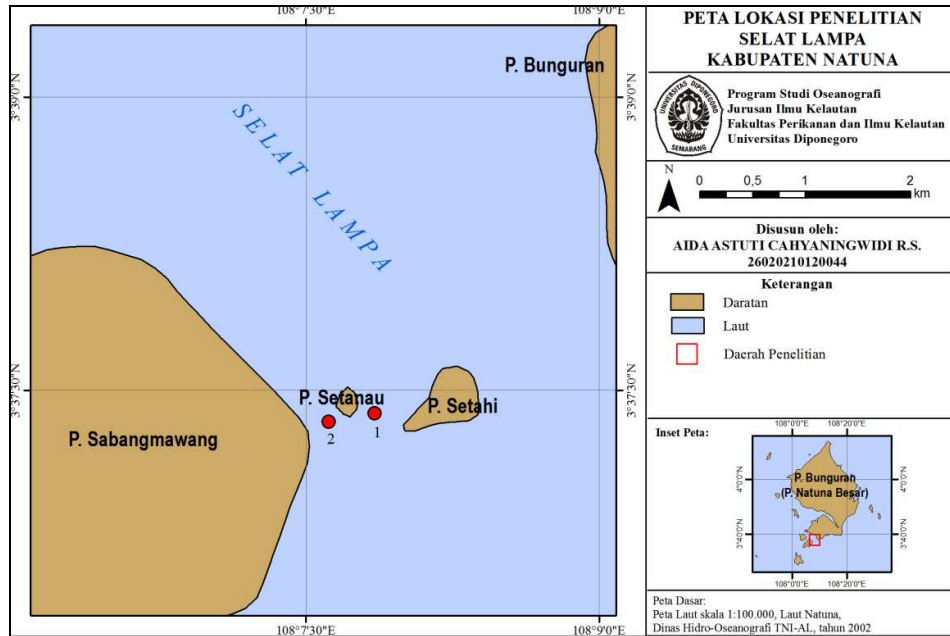 108°7'30"E
108°9'0"E
3°39'0"N
3°39'0"N
P. Bunguran
SELAT LAMPA
3°37'30"N
3°37'30"N
P. Setanau
P. Setahi
P. Sabangmawang
1
2
108°7'30"E
108°9'0"E
PETA LOKASI PENELITIAN
SELAT LAMPA
KABUPATEN NATUNA
UNIVERSITAS DIPONEGORO
SEMARANG
Program Studi Oseanografi
Jurusan Ilmu Kelautan
Fakultas Perikanan dan Ilmu Kelautan
Universitas Diponegoro
N
0 0,5 1 2
km
Disusun oleh:
AIDA ASTUTI CAHYANINGWIDI R.S.
26020210120044
Keterangan
Daratan
Laut
Daerah Penelitian
Inset Peta:
108°0'0"E 108°20'0"E
4°0'0"N
4°0'0"N
P. Bunguran
(P. Natuna Besar)
3°40'0"N
3°40'0"N
108°0'0"E 108°20'0"E
Peta Dasar:
Peta Laut skala 1:100.000, Laut Natuna,
Dinas Hidro-Oseanografi TNI-AL, tahun 2002